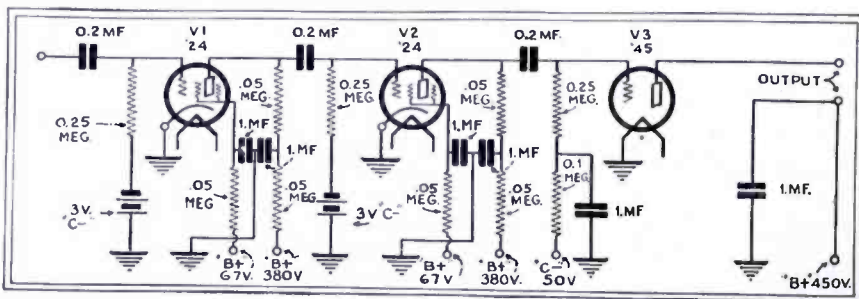 0.2 MF
V1
'24
0.2 MF
V2
'24
0.2 MF
V3
'45
OUTPUT
0.25
MEG.
.05
MEG.
1. MF
1. MF
.05
MEG
.05
MEG
3V.
"C-"
"B+
67V.
"B+
380V.
0.25
MEG.
.05
MEG.
1. MF
1. MF
.05
MEG.
.05
MEG.
3V "C-"
"B+
67V
"B+
380V.
0.25
MEG.
0.1
MEG.
1. MF
"C-"
50V
1. MF.
"B+450V.